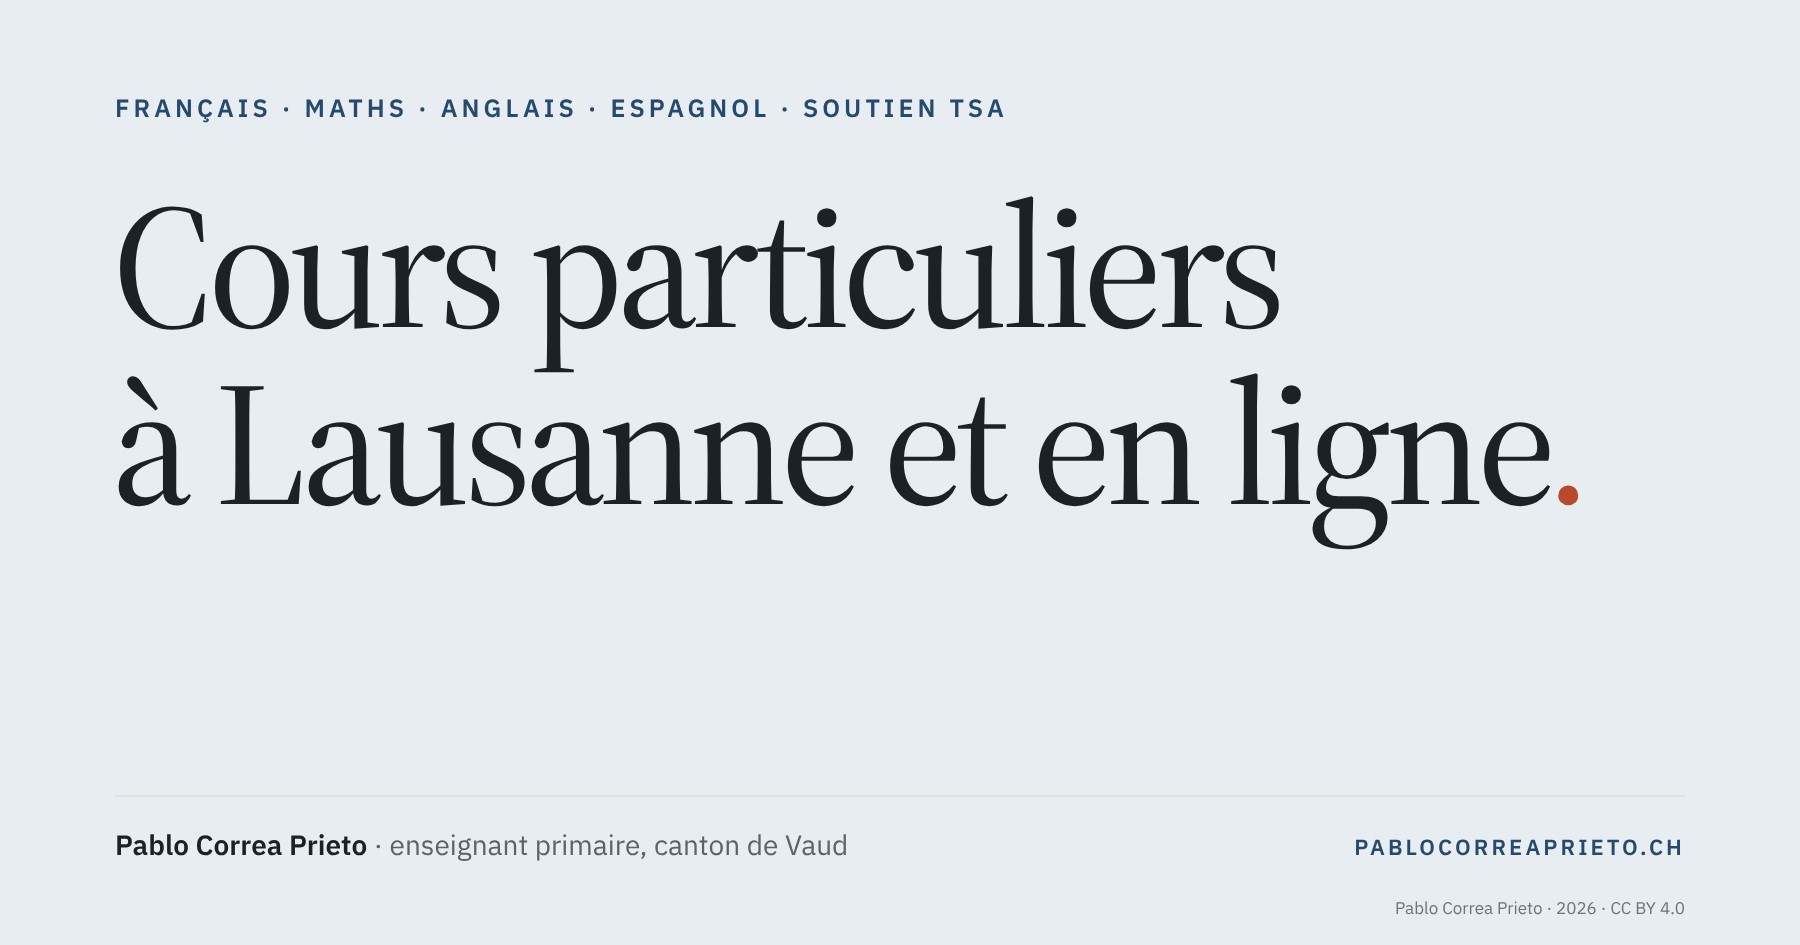 FRANÇAIS · MATHS · ANGLAIS · ESPAGNOL · SOUTIEN TSA
Cours particuliers
à Lausanne et en ligne.
Pablo Correa Prieto · enseignant primaire, canton de Vaud
PABLOCORREAPRIETO.CH
Pablo Correa Prieto · 2026 · CC BY 4.0